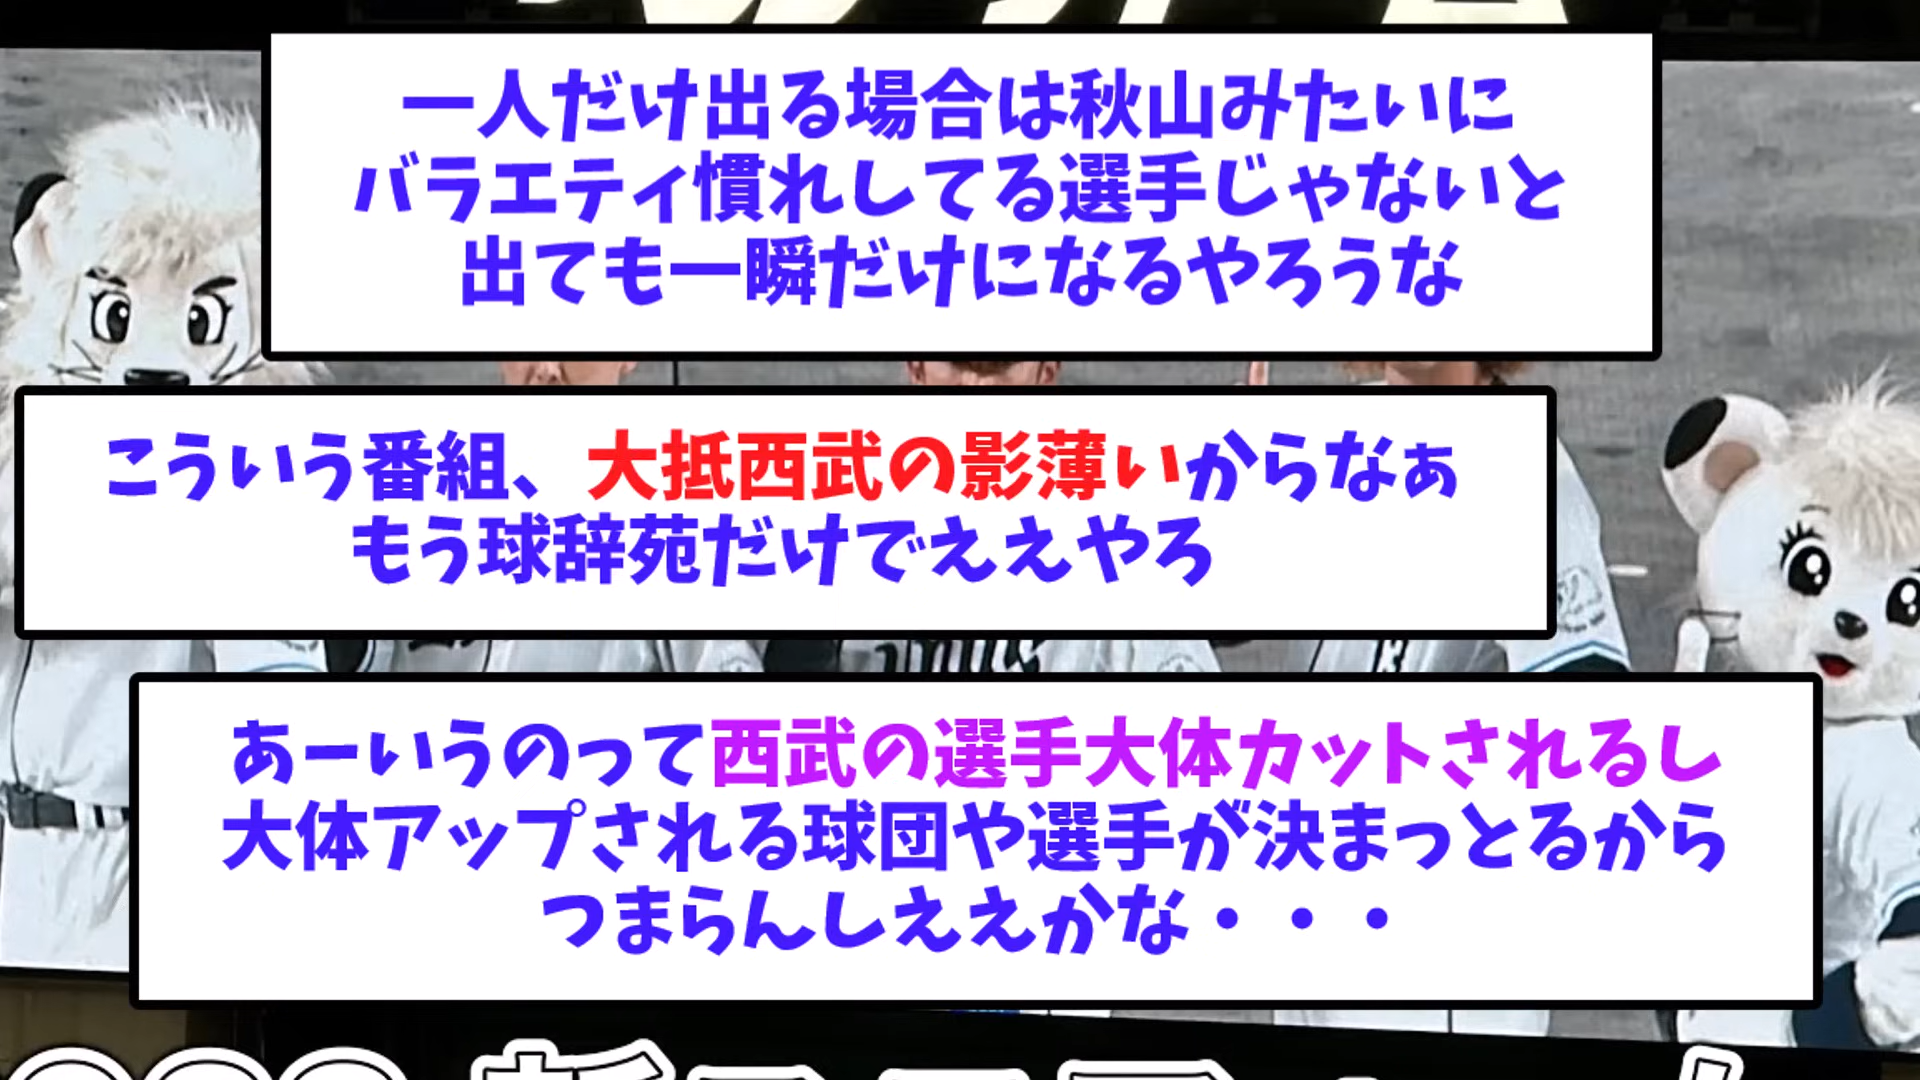 一人だけ出る場合は秋山みたいに
バラエティ慣れしてる選手じゃないと
出ても一瞬だけになるやろうな
こういう番組、大抵西武の影薄いからなぁ
もう球辞苑だけでええやろ
あーいうのって西武の選手大体カットされるし
大体アップされる球団や選手が決まっとるから
つまらんしええかな・・・